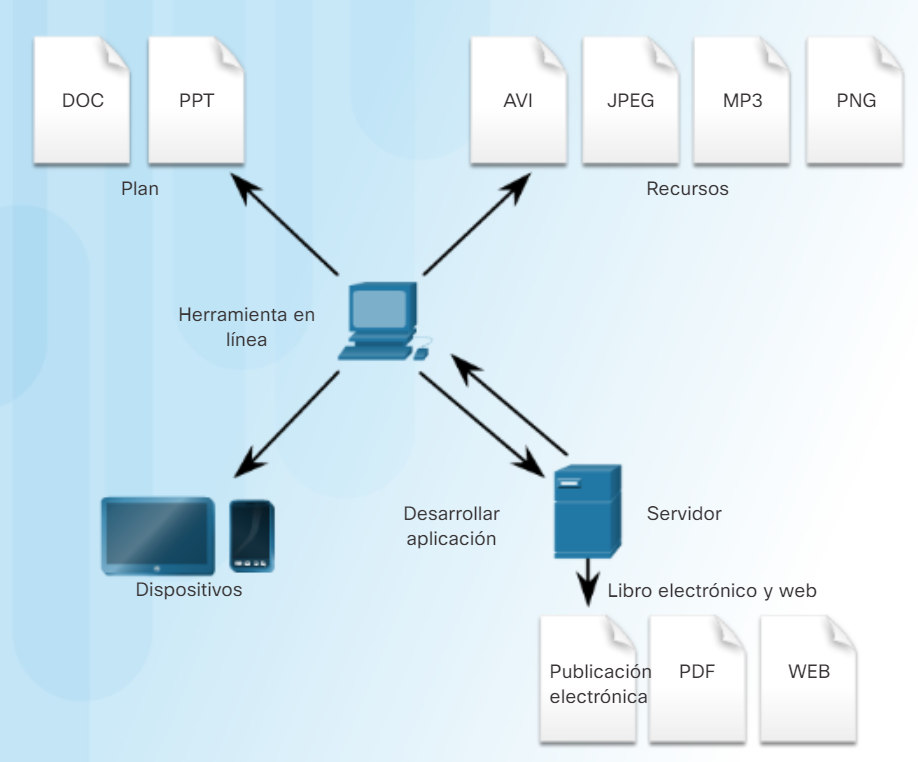 DOC
PPT
AVI
JPEG
MP3
PNG
Plan
Recursos
Herramienta en
línea
Desarrollar
aplicación
Servidor
Dispositivos
Libro electrónico y web
Publicación
electrónica
PDF
WEB